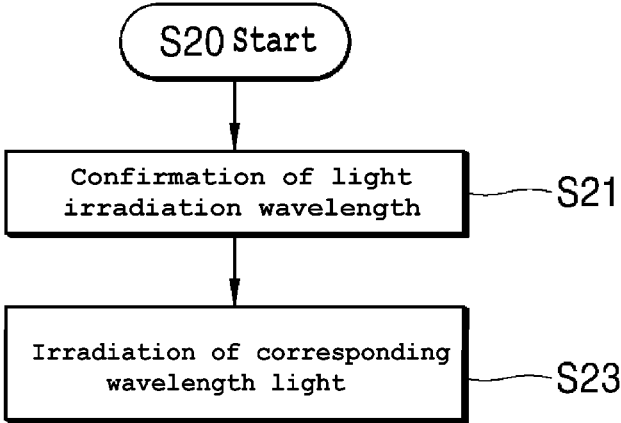 S20 Start
Confirmation of light
irradiation wavelength
S21
Irradiation of corresponding
wavelength light
S23